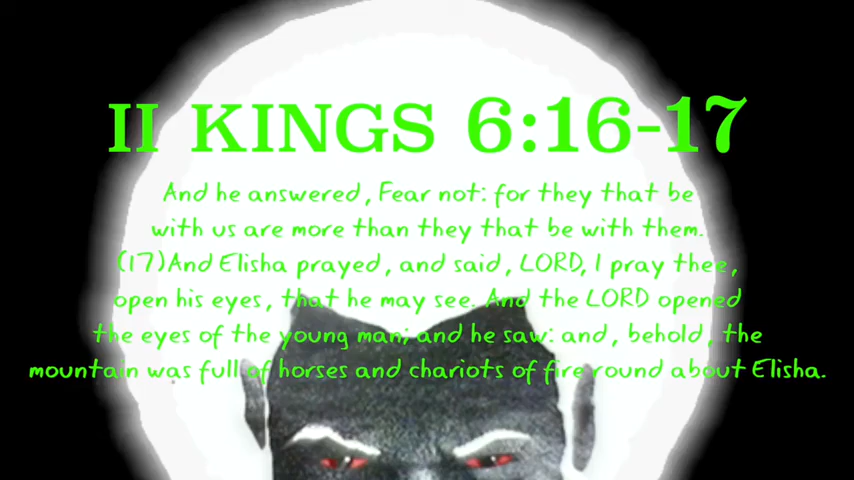 II KINGS 6:16-17
And he answered, Fear not: for they that be
with us are more than they that be with them.
(17)And Elisha prayed, and said, LORD, I pray thee,
open his eyes, that he may see. And the LORD opened
the eyes of the young man; and he saw: and, behold, the
mountain was full of horses and chariots of fire round about Elisha.